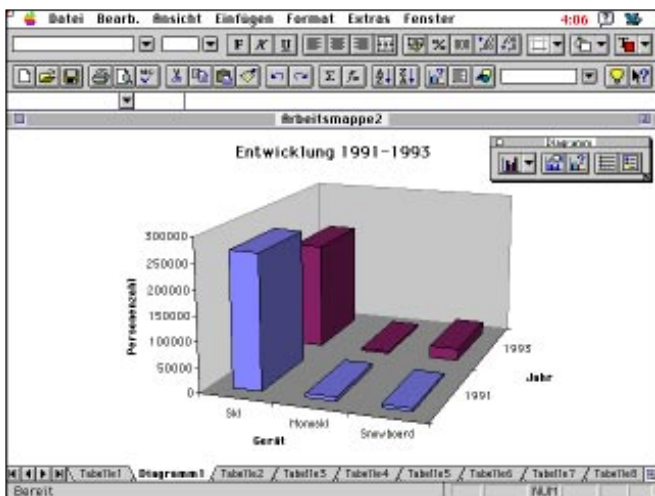 Datei Bearb. Ansicht Einfügen Format Extras Fenster 4:06
F K U
Arbeitsmappe2
Diagramm
Entwicklung 1991-1993
300000
250000
200000
150000
100000
50000
0
Personenzahl
Ski
Monoski
Snowboard
Gerät
1991
1993
Jahr
Tabelle1 Diagramm1 Tabelle2 Tabelle3 Tabelle4 Tabelle5 Tabelle6 Tabelle7 Tabelle8
Bereit NUM